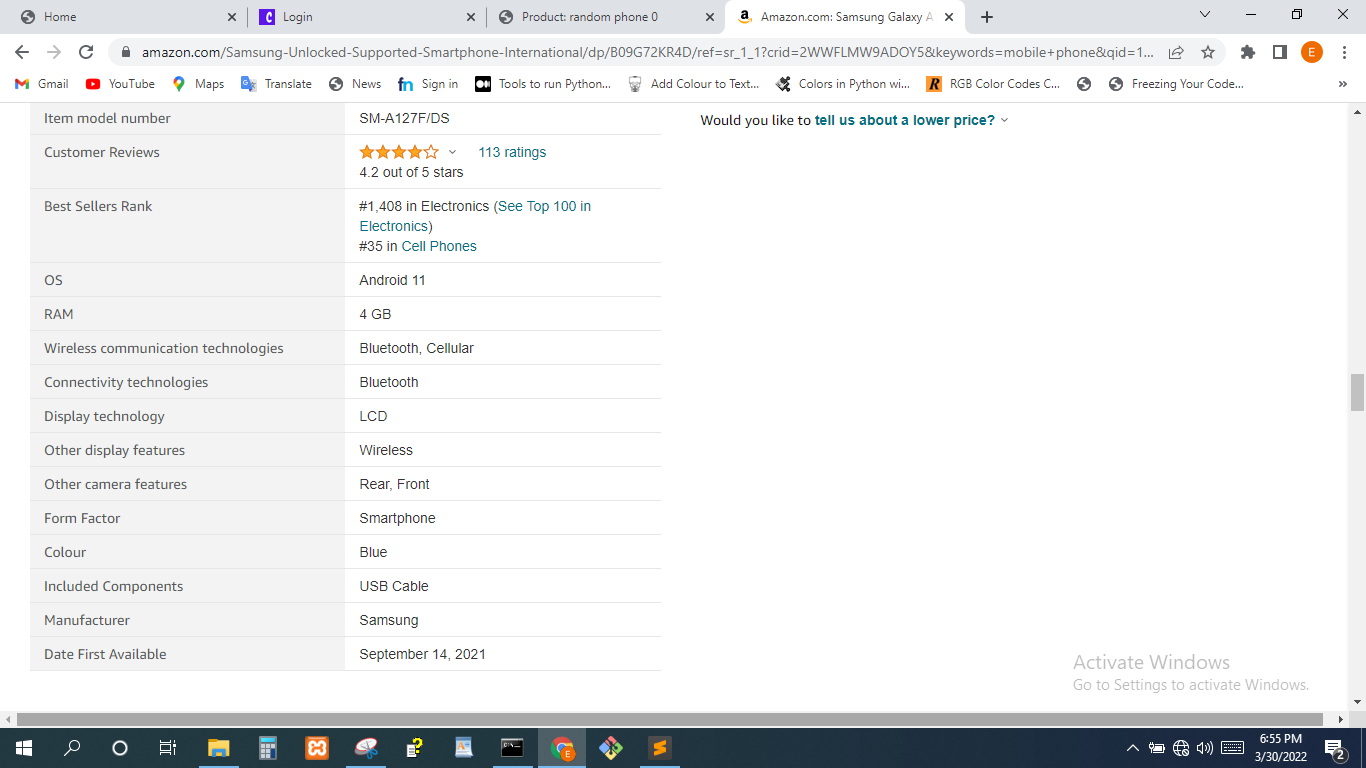 Home
Login
Product: random phone 0
Amazon.com: Samsung Galaxy A
amazon.com/Samsung-Unlocked-Supported-Smartphone-International/dp/B09G72KR4D/ref=sr_1_1?crid=2WWFLMW9ADOY5&keywords=mobile+phone&qid=1...
E
Gmail
YouTube
Maps
Translate
News
Sign in
Tools to run Python...
Add Colour to Text...
Colors in Python wi...
RGB Color Codes C...
Freezing Your Code...
»
Item model number SM-A127F/DS
Would you like to tell us about a lower price?
Customer Reviews 113 ratings
4.2 out of 5 stars
Best Sellers Rank #1,408 in Electronics (See Top 100 in
Electronics)
#35 in Cell Phones
OS Android 11
RAM 4 GB
Wireless communication technologies Bluetooth, Cellular
Connectivity technologies Bluetooth
Display technology LCD
Other display features Wireless
Other camera features Rear, Front
Form Factor Smartphone
Colour Blue
Included Components USB Cable
Manufacturer Samsung
Date First Available September 14, 2021
Activate Windows
Go to Settings to activate Windows.
6:55 PM
3/30/2022
2